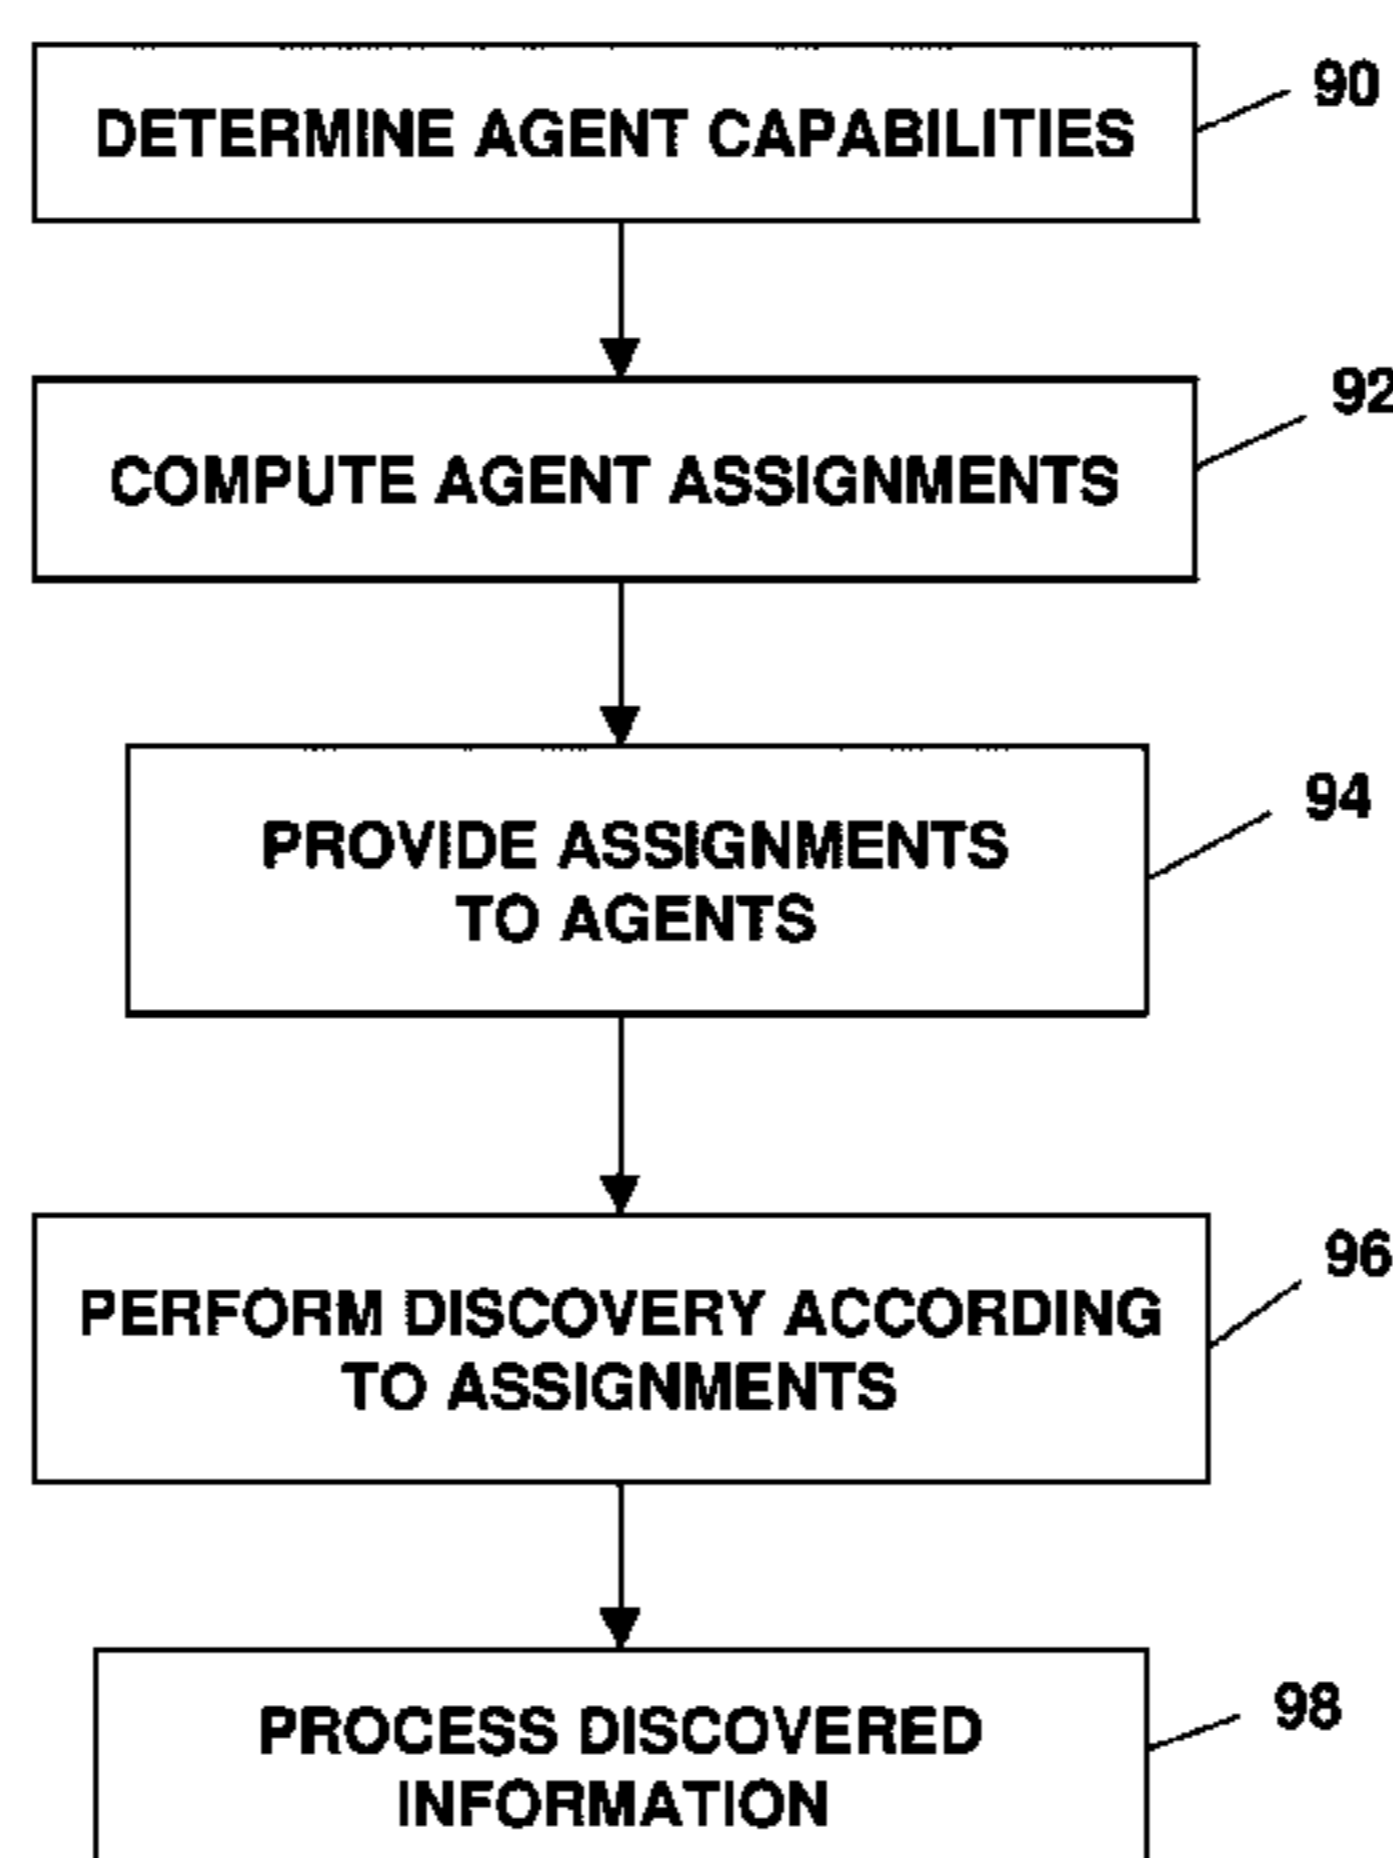 DETERMINE AGENT CAPABILITIES
90
COMPUTE AGENT ASSIGNMENTS
92
PROVIDE ASSIGNMENTS
TO AGENTS
94
PERFORM DISCOVERY ACCORDING
TO ASSIGNMENTS
96
PROCESS DISCOVERED
INFORMATION
98